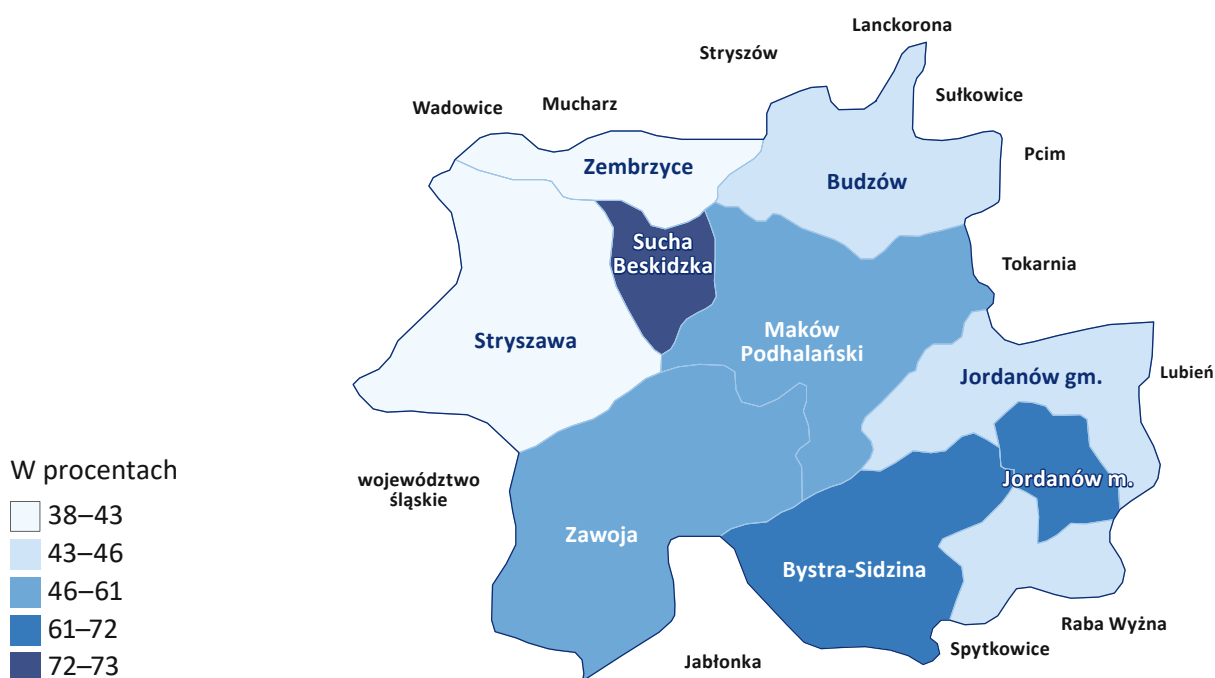 Lanckorona
Stryszów
Sułkowice
Mucharz
Wadowice
Pcim
Zembrzyce
Budzów
Sucha
Beskidzka
Tokarnia
Maków
Podhalański
Stryszawa
Jordanów gm.
Lubień
W procentach
38–43
43–46
46–61
61–72
72–73
województwo
śląskie
Jordanów m.
Zawoja
Bystra-Sidzina
Raba Wyżna
Spytkowice
Jabłonka